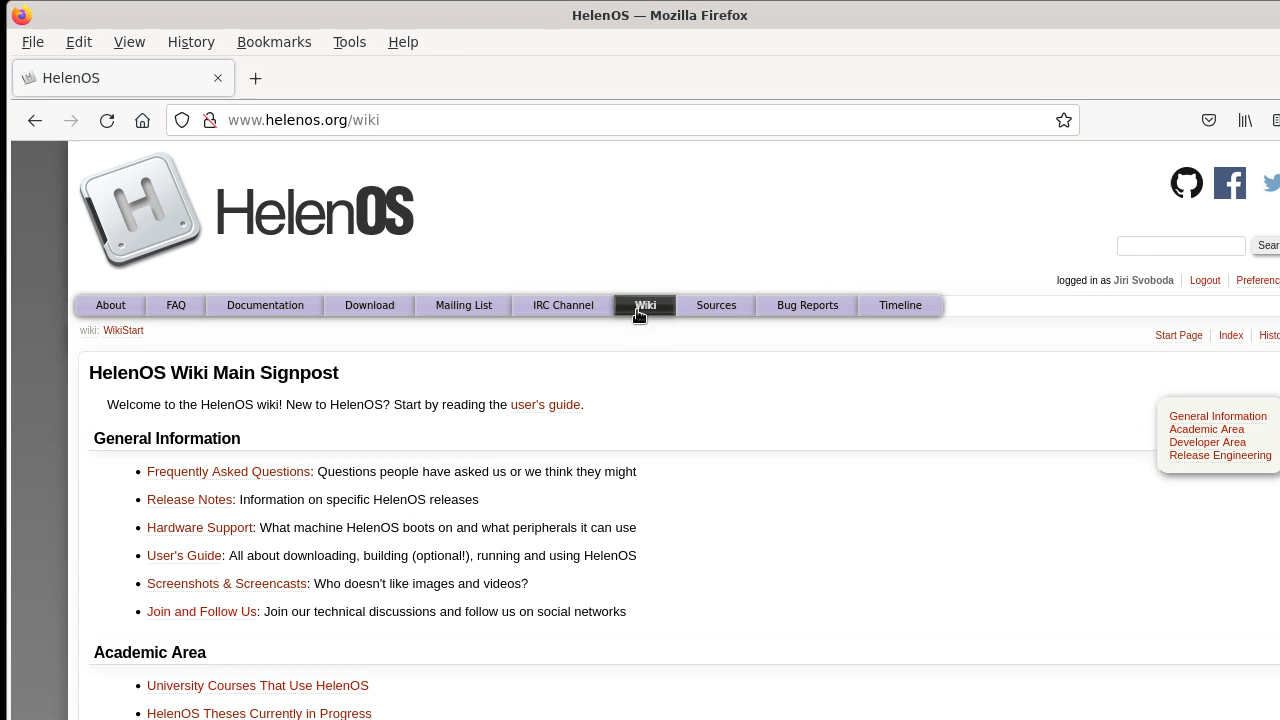 HelenOS — Mozilla Firefox
File Edit View History Bookmarks Tools Help
HelenOS
www.helenos.org/wiki
H
HelenOS
Sear
logged in as Jiri Svoboda Logout Preferenc
About FAQ Documentation Download Mailing List IRC Channel Wiki Sources Bug Reports Timeline
wiki: WikiStart
Start Page Index Histo
HelenOS Wiki Main Signpost
Welcome to the HelenOS wiki! New to HelenOS? Start by reading the user's guide.
General Information
Academic Area
Developer Area
Release Engineering
General Information
Frequently Asked Questions: Questions people have asked us or we think they might
Release Notes: Information on specific HelenOS releases
Hardware Support: What machine HelenOS boots on and what peripherals it can use
User's Guide: All about downloading, building (optional!), running and using HelenOS
Screenshots & Screencasts: Who doesn't like images and videos?
Join and Follow Us: Join our technical discussions and follow us on social networks
Academic Area
University Courses That Use HelenOS
HelenOS Theses Currently in Progress